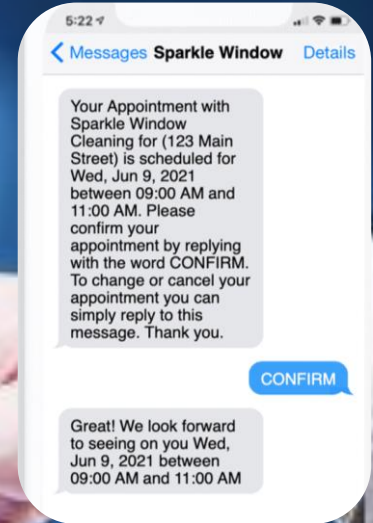 5:22
Messages Sparkle Window Details
Your Appointment with
Sparkle Window
Cleaning for (123 Main
Street) is scheduled for
Wed, Jun 9, 2021
between 09:00 AM and
11:00 AM. Please
confirm your
appointment by replying
with the word CONFIRM.
To change or cancel your
appointment you can
simply reply to this
message. Thank you.
CONFIRM
Great! We look forward
to seeing on you Wed,
Jun 9, 2021 between
09:00 AM and 11:00 AM